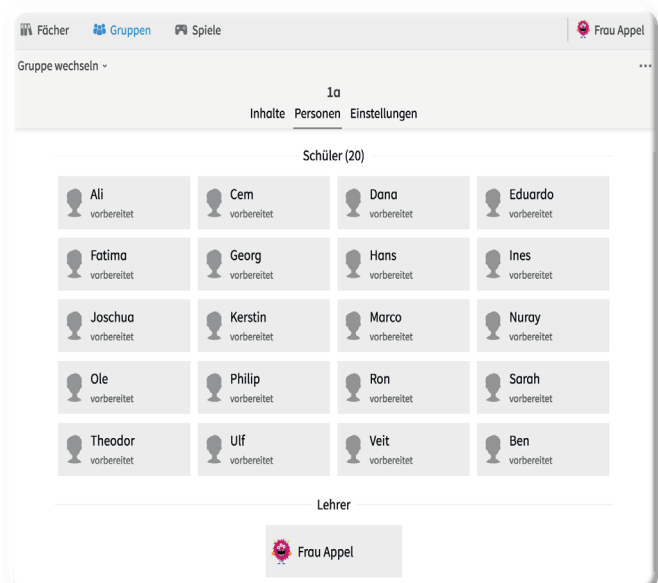 Fächer Gruppen Spiele Frau Appel
Gruppe wechseln
1a
Inhalte Personen Einstellungen
Schüler (20)
Ali Cem Dana Eduardo
vorbereitet vorbereitet vorbereitet vorbereitet
Fatima Georg Hans Ines
vorbereitet vorbereitet vorbereitet vorbereitet
Joschua Kerstin Marco Nuray
vorbereitet vorbereitet vorbereitet vorbereitet
Ole Philip Ron Sarah
vorbereitet vorbereitet vorbereitet vorbereitet
Theodor Ulf Veit Ben
vorbereitet vorbereitet vorbereitet vorbereitet
Lehrer
Frau Appel